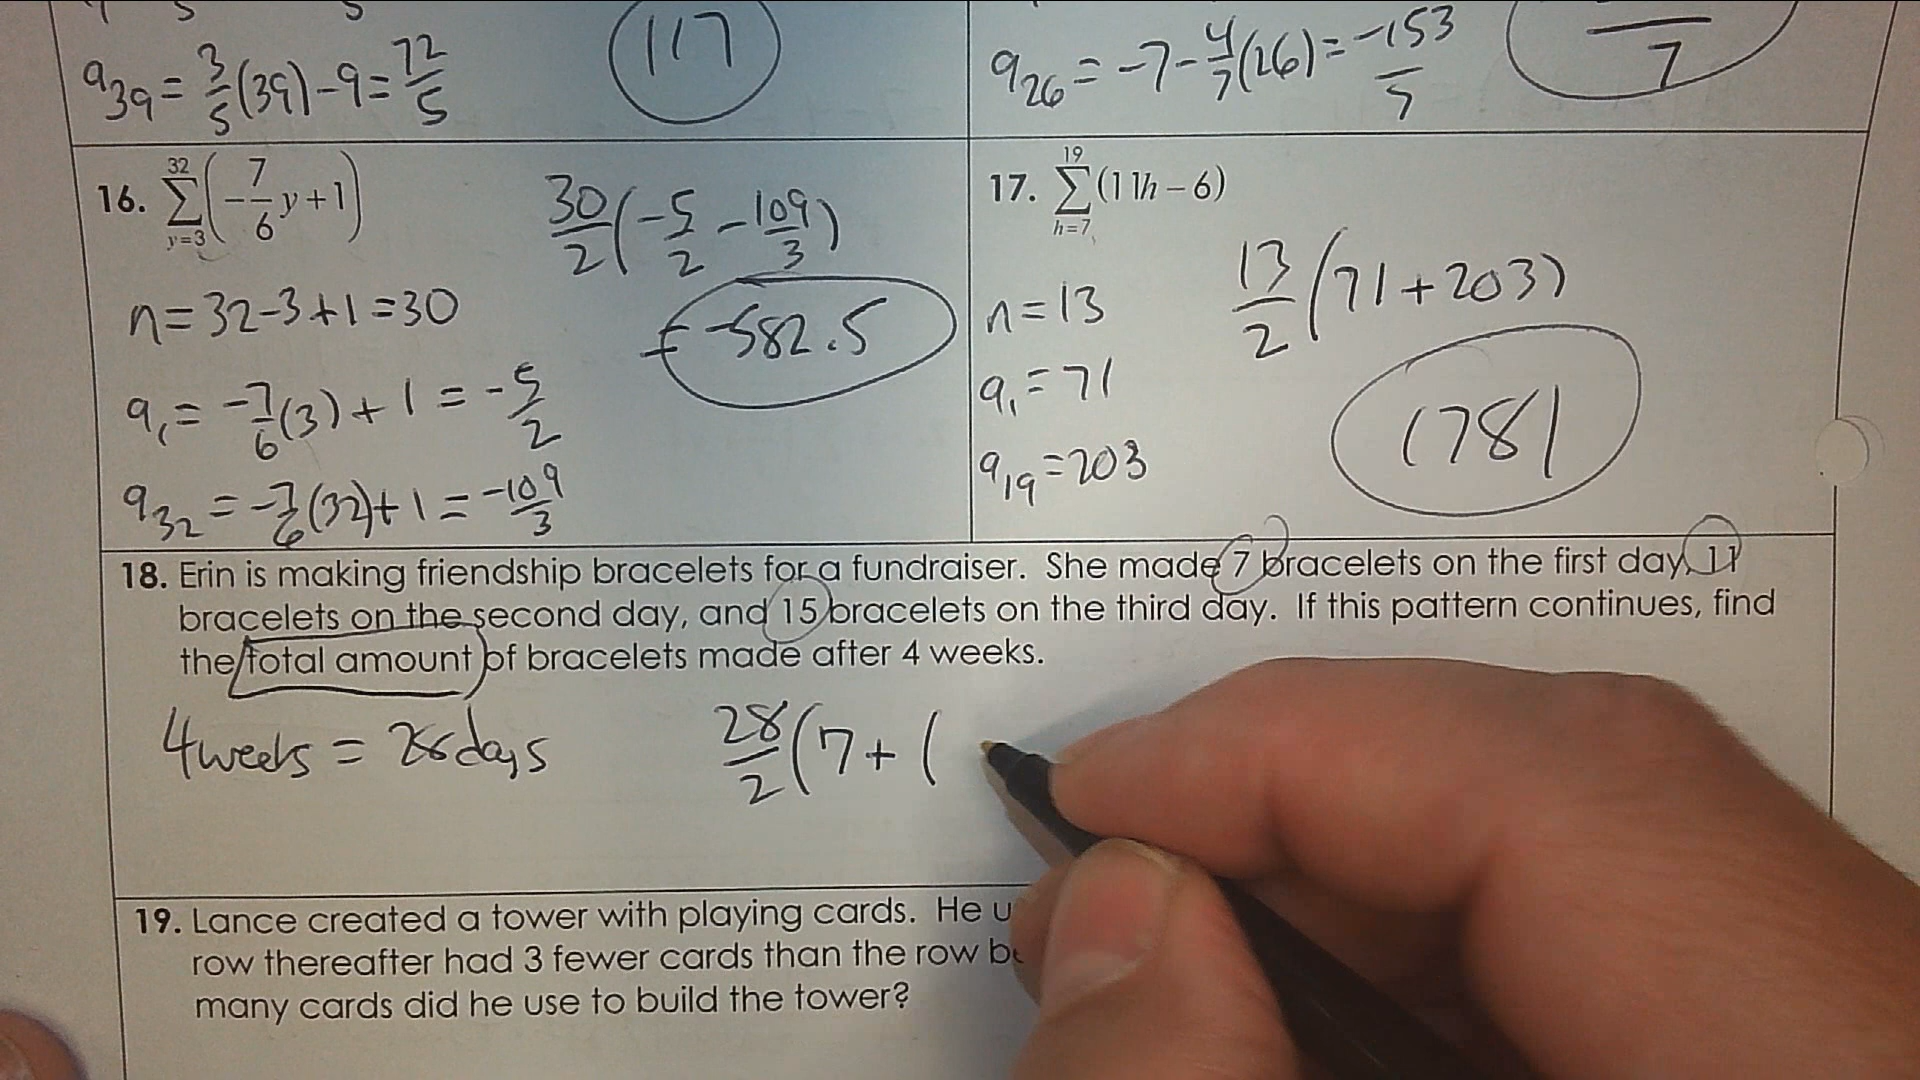 a₃₉ = 3/5(39) - 9 = 72/5
117
a₂₆ = -7 - 4/7(26) = -153/7
7
16. 32 ∑ y=3 (-7/6 y + 1)
30/2(-5/2 - 109/3)
n = 32 - 3 + 1 = 30
= -582.5
a₁ = -7/6(3) + 1 = -5/2
a₃₂ = -7/6(32) + 1 = -109/3
17. 19 ∑ h=7 (11h - 6)
13/2(71 + 203)
n = 13
a₁ = 71
1781
a₁₉ = 203
18. Erin is making friendship bracelets for a fundraiser. She made 7 bracelets on the first day, 11
bracelets on the second day, and 15 bracelets on the third day. If this pattern continues, find
the total amount of bracelets made after 4 weeks.
4 weeks = 28 days
28/2(7 + (
19. Lance created a tower with playing cards. He
row thereafter had 3 fewer cards than the row
many cards did he use to build the tower?